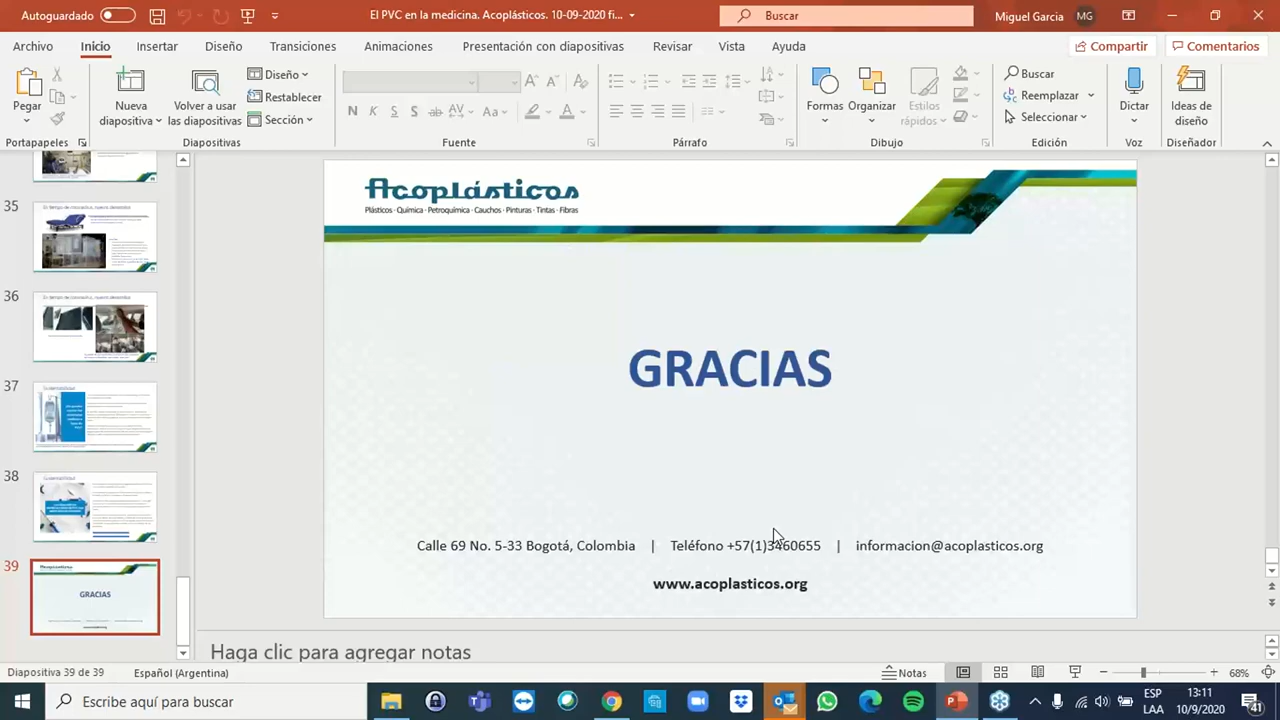 Autoguardado
El PVC en la medicina. Acoplásticos. 10-09-2020 fi...
Buscar
Miguel Garcia
MG
Archivo
Inicio
Insertar
Diseño
Transiciones
Animaciones
Presentación con diapositivas
Revisar
Vista
Ayuda
Compartir
Comentarios
Pegar
Nueva diapositiva
Volver a usar las diapositivas
Diseño
Restablecer
Sección
N K S S ab AV Aa A
Formas
Organizar
Estilos rápidos
Buscar
Reemplazar
Seleccionar
Dictar
Ideas de diseño
Portapapeles
Diapositivas
Fuente
Párrafo
Dibujo
Edición
Voz
Diseñador
35
36
37
38
39
GRACIAS
Acoplásticos
Plásticos · Química · Petroquímica · Cauchos · Pinturas · Tintas · Fibras
GRACIAS
Calle 69 No. 5-33 Bogotá, Colombia | Teléfono +57(1)3460655 | informacion@acoplasticos.org
www.acoplasticos.org
Haga clic para agregar notas
Diapositiva 39 de 39
Español (Argentina)
Notas
68%
Escribe aquí para buscar
ESP
LAA
13:11
10/9/2020
41